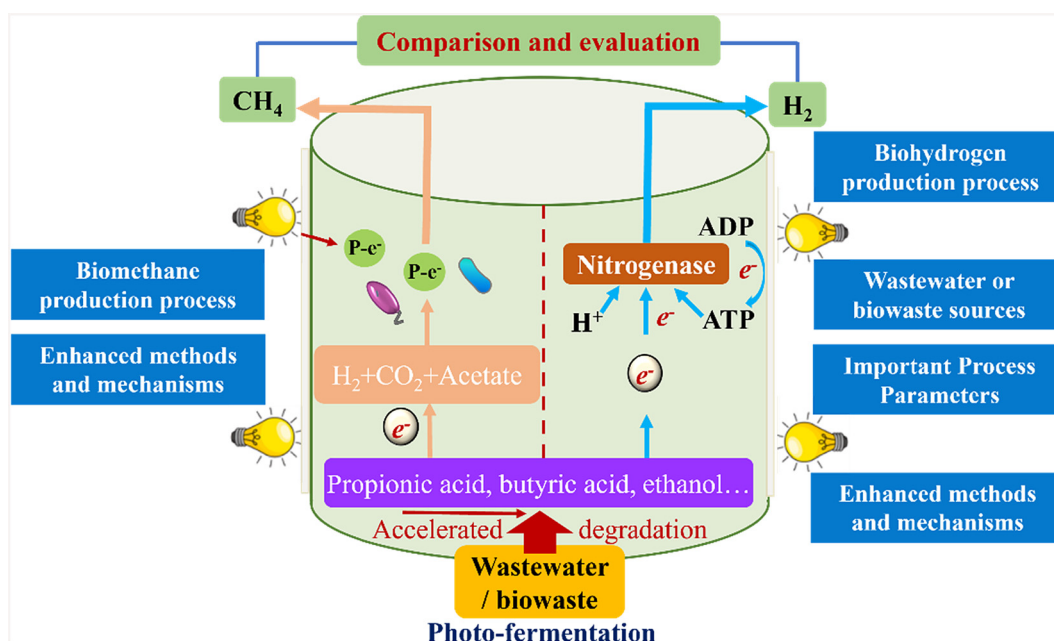 Comparison and evaluation
CH4
H2
Biohydrogen
production process
ADP
P-e-
P-e-
Nitrogenase
e-
Biomethane
production process
Wastewater or
biowaste sources
H+
e-
ATP
Enhanced methods
and mechanisms
H2+CO2+Acetate
e-
Important Process
Parameters
e-
Propionic acid, butyric acid, ethanol…
Enhanced methods
and mechanisms
Accelerated degradation
Wastewater
/ biowaste
Photo-fermentation